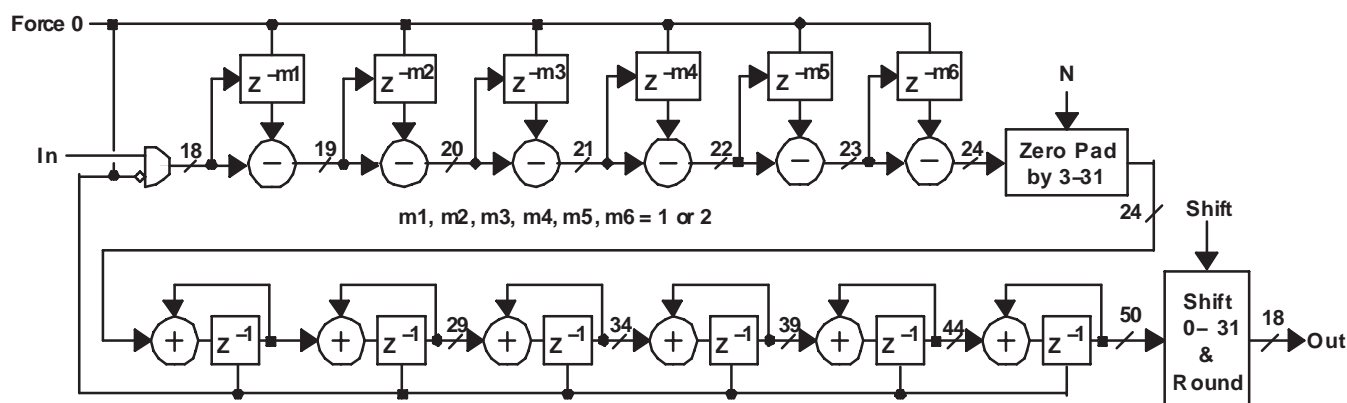 Force 0
z–m1
z–m2
z–m3
z–m4
z–m5
z–m6
N
In
18
–
19
–
20
–
21
–
22
–
23
–
24
Zero Pad
by 3–31
m1, m2, m3, m4, m5, m6 = 1 or 2
24
Shift
+
z–1
+
z–1
29
+
z–1
34
+
z–1
39
+
z–1
44
+
z–1
50
Shift
0– 31
&
Round
18
Out